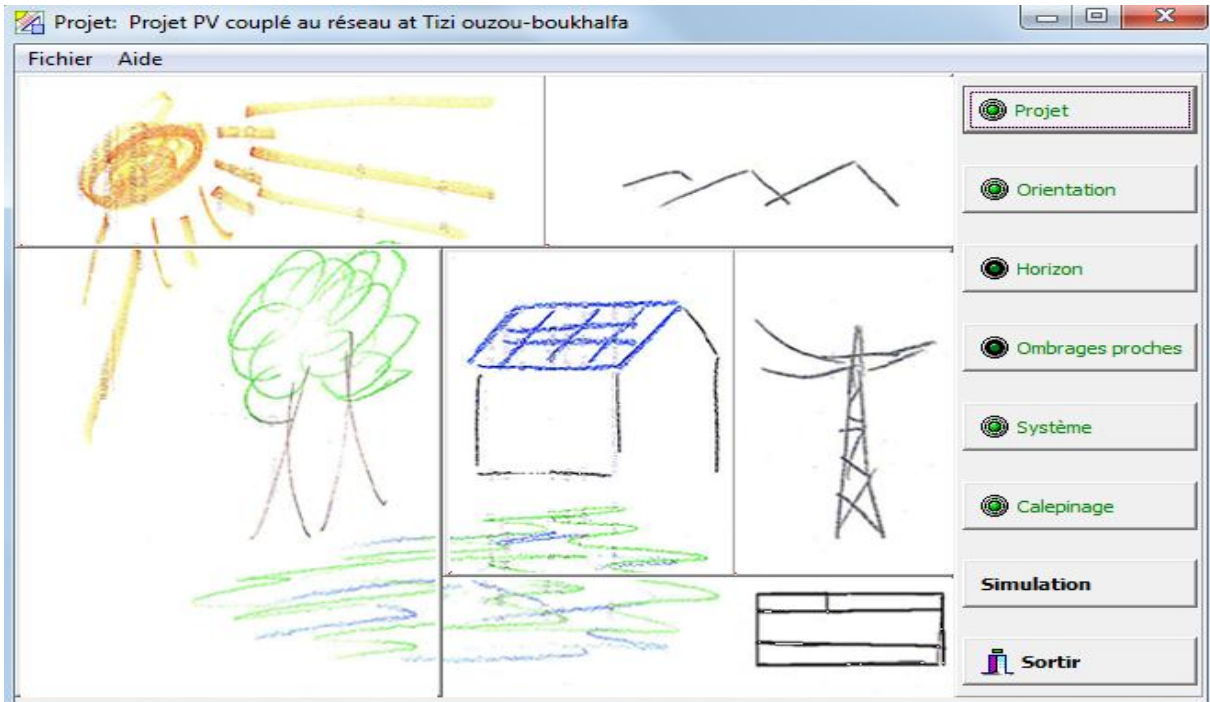 Projet: Projet PV couplé au réseau at Tizi ouzou-boukhalfa
Fichier Aide
Projet
Orientation
Horizon
Ombrages proches
Système
Calepinage
Simulation
Sortir